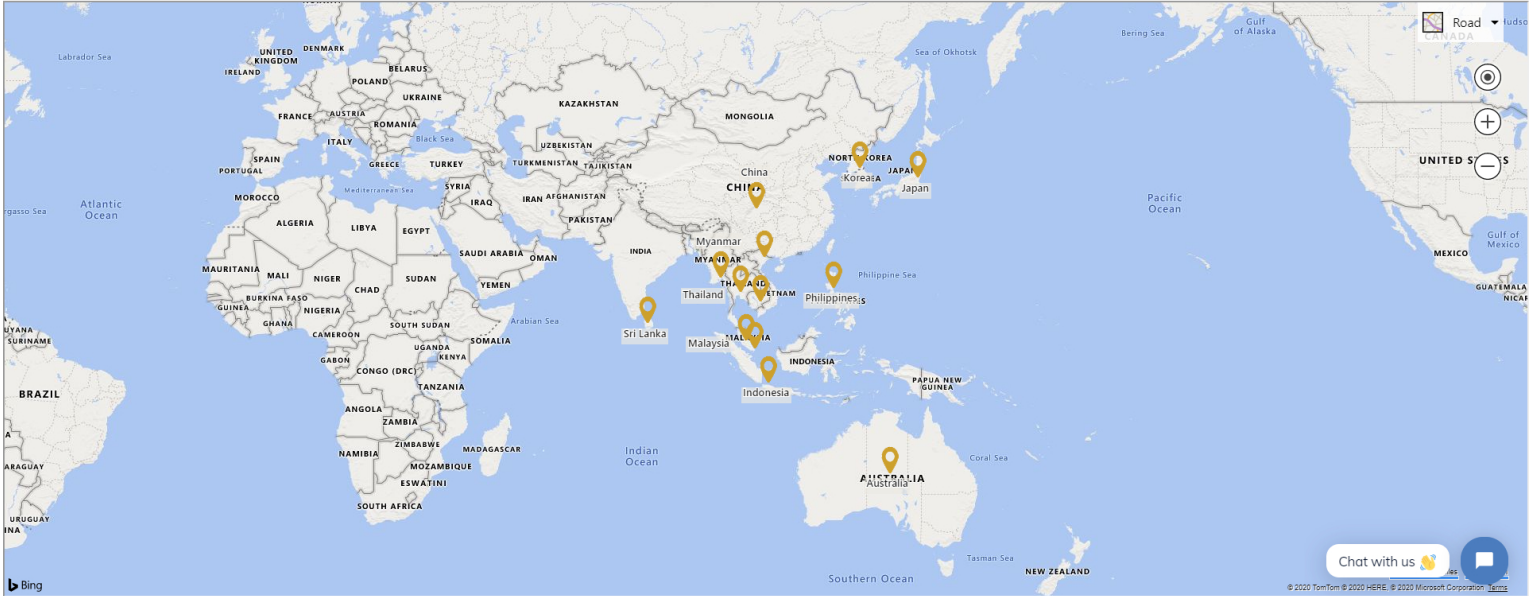 Road
CANADA
Gulf
of Alaska
Bering Sea
Sea of Okhotsk
Labrador Sea
UNITED
KINGDOM
DENMARK
IRELAND
BELARUS
POLAND
UKRAINE
FRANCE
AUSTRIA
ROMANIA
KAZAKHSTAN
MONGOLIA
ITALY
Black Sea
UZBEKISTAN
SPAIN
PORTUGAL
GREECE
TURKEY
TURKMENISTAN
TAJIKISTAN
China
CHINA
NORTH KOREA
Korea
JAPAN
Japan
UNITED STATES
Mediterranean Sea
SYRIA
MOROCCO
IRAQ
IRAN
AFGHANISTAN
Atlantic
Ocean
Pacific
Ocean
ALGERIA
LIBYA
EGYPT
PAKISTAN
Gulf of
Mexico
MEXICO
INDIA
Myanmar
MYANMAR
SAUDI ARABIA
OMAN
MAURITANIA
MALI
NIGER
CHAD
SUDAN
YEMEN
THAILAND
Thailand
Philippine Sea
Philippines
GUATEMALA
BURKINA FASO
GUINEA
NIGERIA
GHANA
SOUTH SUDAN
Arabian Sea
CAMEROON
SOMALIA
Sri Lanka
SURINAME
UGANDA
KENYA
GABON
CONGO (DRC)
MALAYSIA
Malaysia
INDONESIA
Indonesia
PAPUA NEW
GUINEA
TANZANIA
BRAZIL
ANGOLA
ZAMBIA
ZIMBABWE
NAMIBIA
MADAGASCAR
MOZAMBIQUE
ESWATINI
SOUTH AFRICA
Indian
Ocean
Coral Sea
AUSTRALIA
Australia
URUGUAY
Tasman Sea
NEW ZEALAND
Southern Ocean
Chat with us 👋
Bing
© 2020 TomTom © 2020 HERE, © 2020 Microsoft Corporation Terms